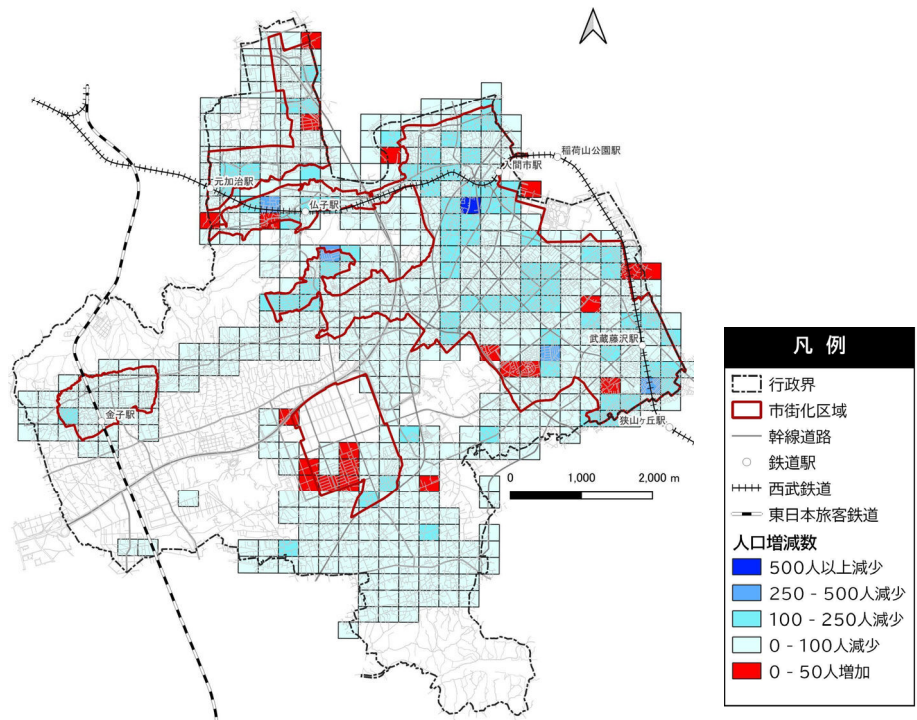 稲荷山公園駅
入間市駅
元加治駅
仏子駅
武蔵藤沢駅
金子駅
狭山ヶ丘駅
0 1,000 2,000 m
凡 例
行政界
市街化区域
幹線道路
鉄道駅
西武鉄道
東日本旅客鉄道
人口増減数
500人以上減少
250 - 500人減少
100 - 250人減少
0 - 100人減少
0 - 50人増加